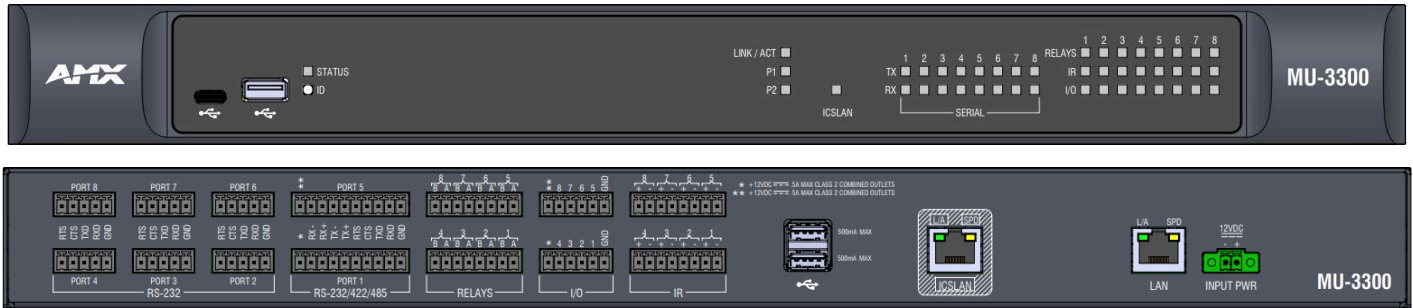 AMX
STATUS
ID
LINK / ACT
P1
P2
ICSLAN
1 2 3 4 5 6 7 8
TX
RX
SERIAL
1 2 3 4 5 6 7 8
RELAYS
IR
I/O
MU-3300
PORT 8 PORT 7 PORT 6 ** PORT 5
8 7 6 5
B A B A B A B A
* 8 7 6 5 GND
8 7 6 5
+ - + - + - + -
* +12VDC .5A MAX CLASS 2 COMBINED OUTLETS
** +12VDC .5A MAX CLASS 2 COMBINED OUTLETS
RTS CTS TXD RXD GND
RTS CTS TXD RXD GND
RTS CTS TXD RXD GND
* RX- RX+ TX- TX+ RTS CTS TXD RXD GND
4 3 2 1
B A B A B A B A
* 4 3 2 1 GND
4 3 2 1
+ - + - + - + -
PORT 4 PORT 3 PORT 2 PORT 1
RS-232 RS-232/422/485 RELAYS I/O IR
500mA MAX
500mA MAX
L/A SPD
ICSLAN
L/A SPD
LAN
12VDC
- +
INPUT PWR
MU-3300